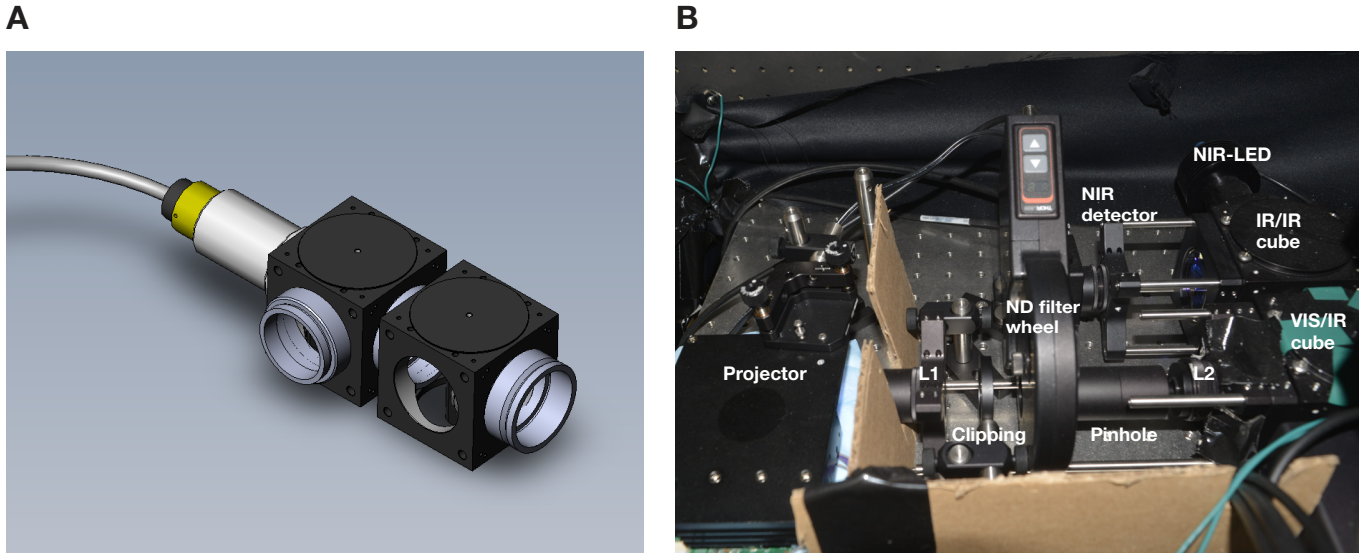 A
B
NIR-LED
NIR
detector
IR/IR
cube
ND filter
wheel
VIS/IR
cube
Projector
L1
L2
Clipping
Pinhole